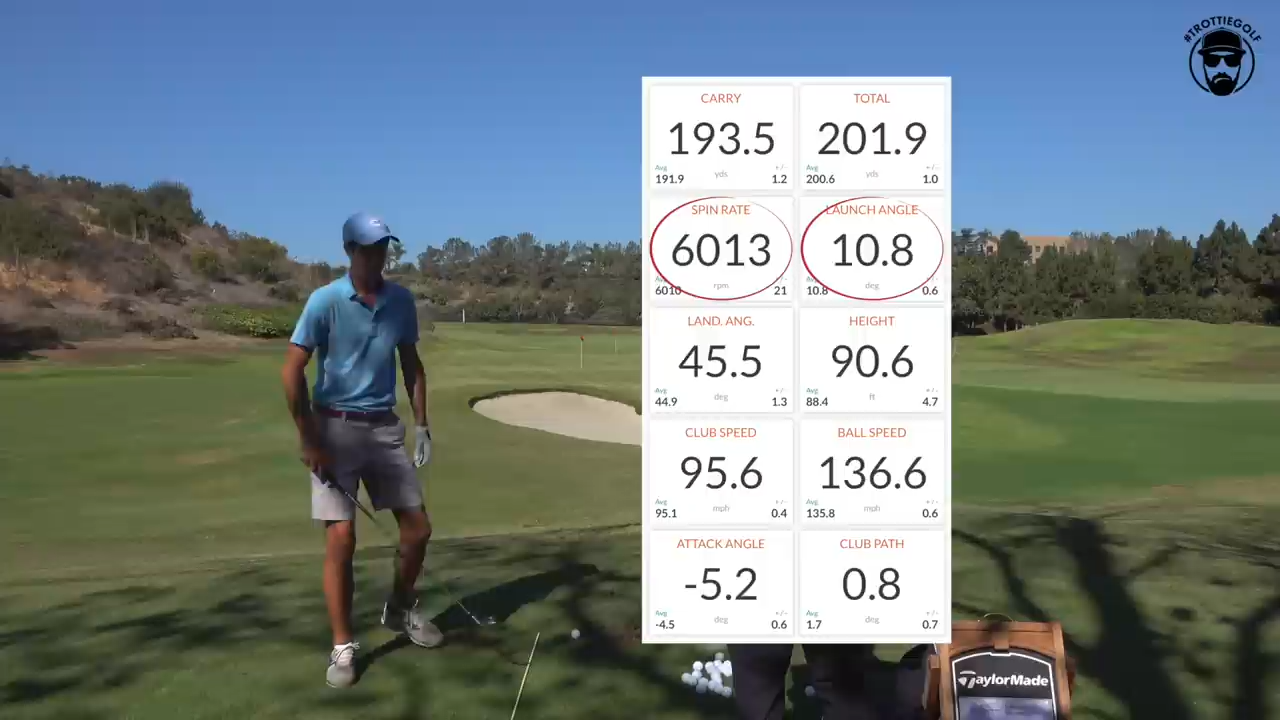 #TROTTIEGOLF
CARRY
193.5
Avg
191.9
yds
+/-
1.2
TOTAL
201.9
Avg
200.6
yds
+/-
1.0
SPIN RATE
6013
6010
rpm
21
LAUNCH ANGLE
10.8
10.8
deg
0.6
LAND. ANG.
45.5
Avg
44.9
deg
+/-
1.3
HEIGHT
90.6
Avg
88.4
ft
+/-
4.7
CLUB SPEED
95.6
Avg
95.1
mph
+/-
0.4
BALL SPEED
136.6
Avg
135.8
mph
+/-
0.6
ATTACK ANGLE
-5.2
Avg
-4.5
deg
+/-
0.6
CLUB PATH
0.8
Avg
1.7
deg
+/-
0.7
TaylorMade